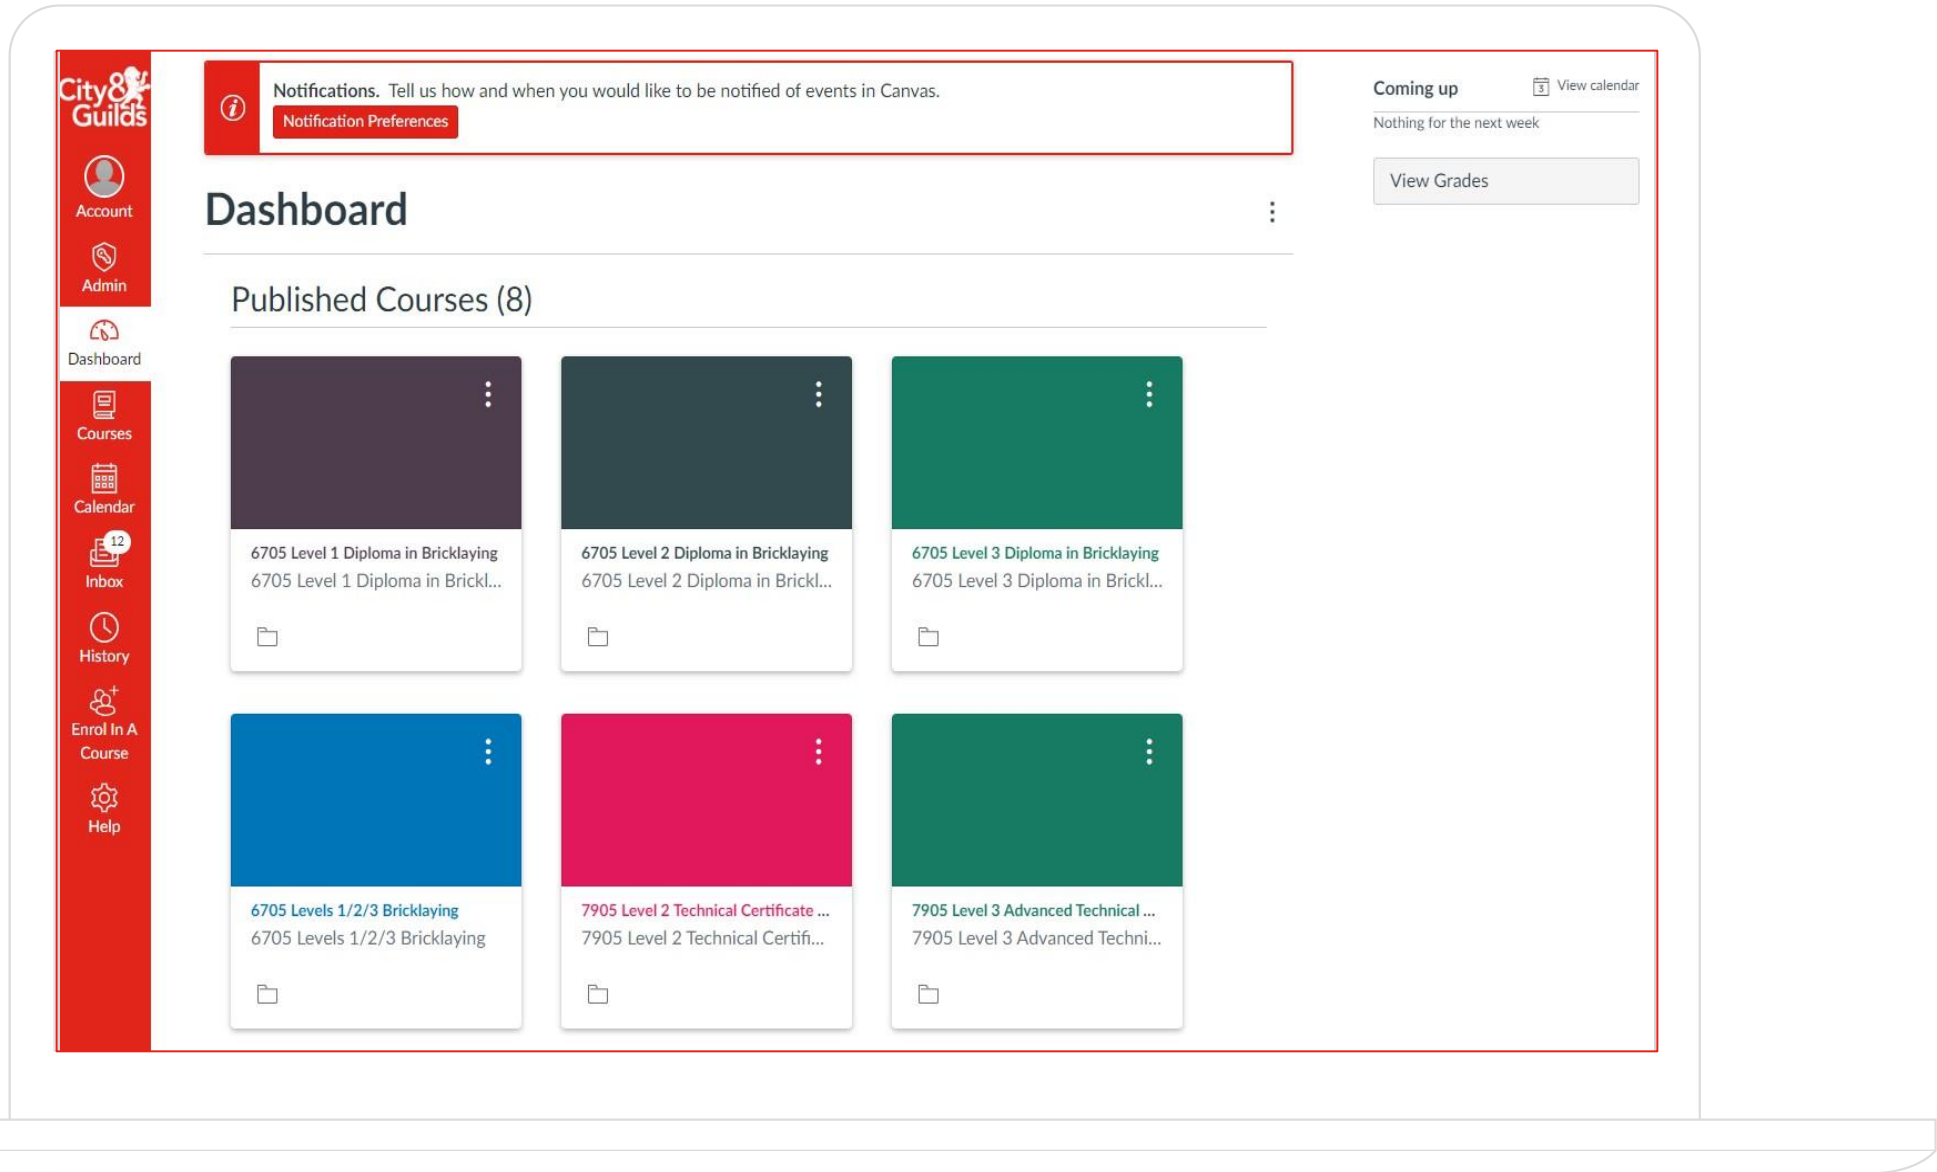 City&
Guilds
Account
Admin
Dashboard
Courses
Calendar
12
Inbox
History
Enrol In A
Course
Help
Notifications. Tell us how and when you would like to be notified of events in Canvas.
Notification Preferences
Dashboard
Published Courses (8)
6705 Level 1 Diploma in Bricklaying
6705 Level 1 Diploma in Brickl...
6705 Level 2 Diploma in Bricklaying
6705 Level 2 Diploma in Brickl...
6705 Level 3 Diploma in Bricklaying
6705 Level 3 Diploma in Brickl...
6705 Levels 1/2/3 Bricklaying
6705 Levels 1/2/3 Bricklaying
7905 Level 2 Technical Certificate ...
7905 Level 2 Technical Certifi...
7905 Level 3 Advanced Technical ...
7905 Level 3 Advanced Techni...
Coming up
3 View calendar
Nothing for the next week
View Grades